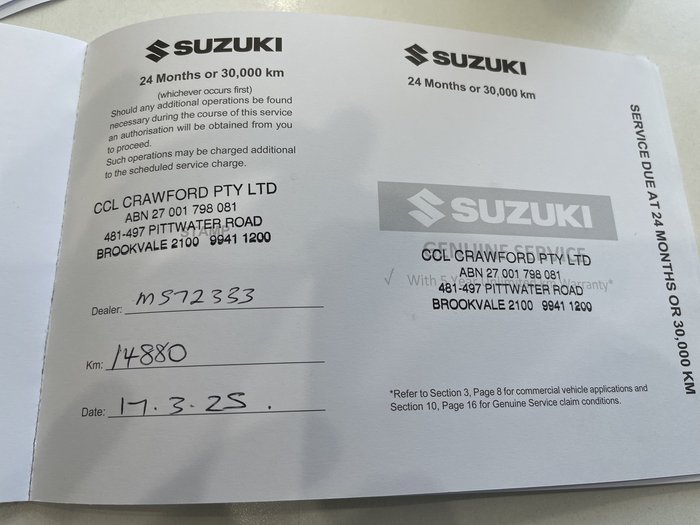 SUZUKI
24 Months or 30,000 km
(whichever occurs first)
Should any additional operations be found
necessary during the course of this service
an authorisation will be obtained from you
to proceed.
Such operations may be charged additional
to the scheduled service charge.
STAMP
CCL CRAWFORD PTY LTD
ABN 27 001 798 081
481-497 PITTWATER ROAD
BROOKVALE 2100 9941 1200
Dealer: MS72333
Km: 14880
Date: 17.3.25.
SUZUKI
24 Months or 30,000 km
SUZUKI
GENUINE SERVICE
CCL CRAWFORD PTY LTD
ABN 27 001 798 081
√ With 5 Warranty*
481-497 PITTWATER ROAD
BROOKVALE 2100 9941 1200
*Refer to Section 3, Page 8 for commercial vehicle applications and
Section 10, Page 16 for Genuine Service claim conditions.
SERVICE DUE AT 24 MONTHS OR 30,000 KM